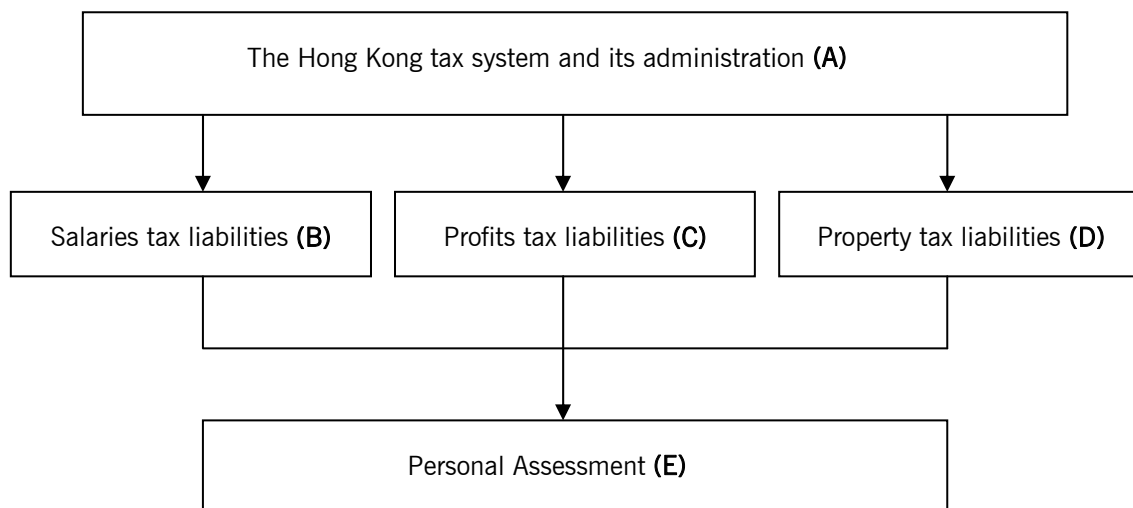 The Hong Kong tax system and its administration (A)
Salaries tax liabilities (B)
Profits tax liabilities (C)
Property tax liabilities (D)
Personal Assessment (E)